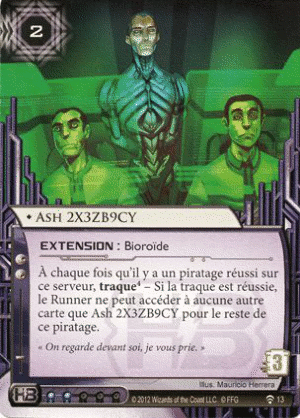 2
• ASH 2X3ZB9CY
EXTENSION : Bioroïde
À chaque fois qu'il y a un piratage réussi sur
ce serveur, traque⁴ – Si la traque est réussie,
le Runner ne peut accéder à aucune autre
carte que Ash 2X3ZB9CY pour le reste de
ce piratage.
« On regarde devant soi, je vous prie. »
3
Illus. Mauricio Herrera
HB
© 2012 Wizards of the Coast LLC. © FFG
13